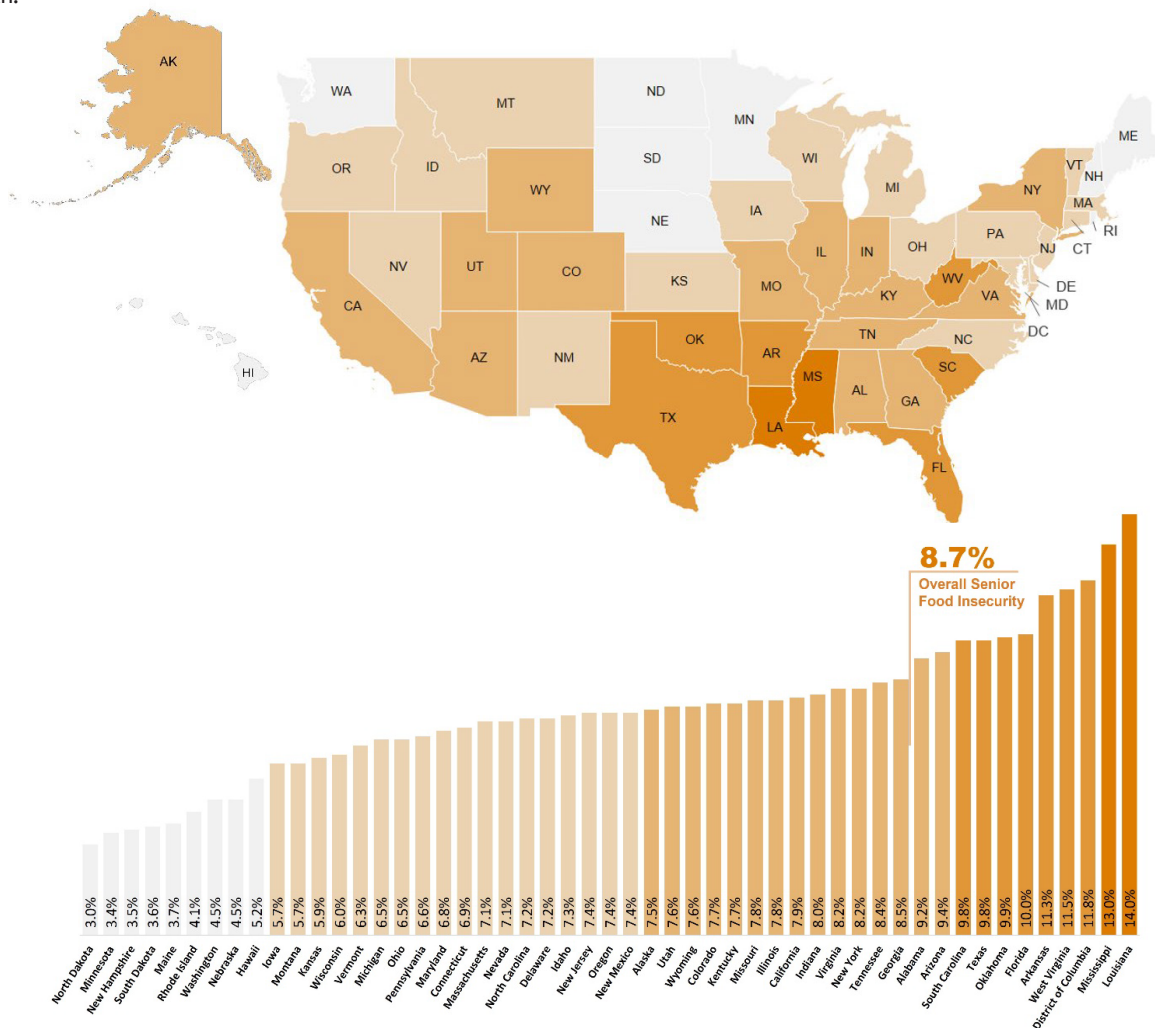 AK
WA
MT
ND
MN
ME
OR
ID
SD
WI
VT
NH
WY
MI
NY
MA
NE
IA
RI
PA
CT
NV
UT
CO
IL
IN
OH
NJ
CA
KS
MO
WV
DE
KY
VA
MD
DC
TN
NC
AZ
NM
OK
AR
SC
HI
MS
AL
GA
TX
LA
FL
8.7%
Overall Senior
Food Insecurity
3.0%
3.4%
3.5%
3.6%
3.7%
4.1%
4.5%
4.5%
5.2%
5.7%
5.7%
5.9%
6.0%
6.3%
6.5%
6.5%
6.6%
6.8%
6.9%
7.1%
7.1%
7.2%
7.2%
7.3%
7.4%
7.4%
7.4%
7.5%
7.6%
7.6%
7.7%
7.7%
7.8%
7.8%
7.9%
8.0%
8.2%
8.2%
8.4%
8.5%
9.2%
9.4%
9.8%
9.8%
9.9%
10.0%
11.3%
11.5%
11.8%
13.0%
14.0%
North Dakota
Minnesota
New Hampshire
South Dakota
Maine
Rhode Island
Washington
Nebraska
Hawaii
Iowa
Montana
Kansas
Wisconsin
Vermont
Michigan
Ohio
Pennsylvania
Maryland
Connecticut
Massachusetts
Nevada
North Carolina
Delaware
Idaho
New Jersey
Oregon
New Mexico
Alaska
Utah
Wyoming
Colorado
Kentucky
Missouri
Illinois
California
Indiana
Virginia
New York
Tennessee
Georgia
Alabama
Arizona
South Carolina
Texas
Oklahoma
Florida
Arkansas
West Virginia
District of Columbia
Mississippi
Louisiana